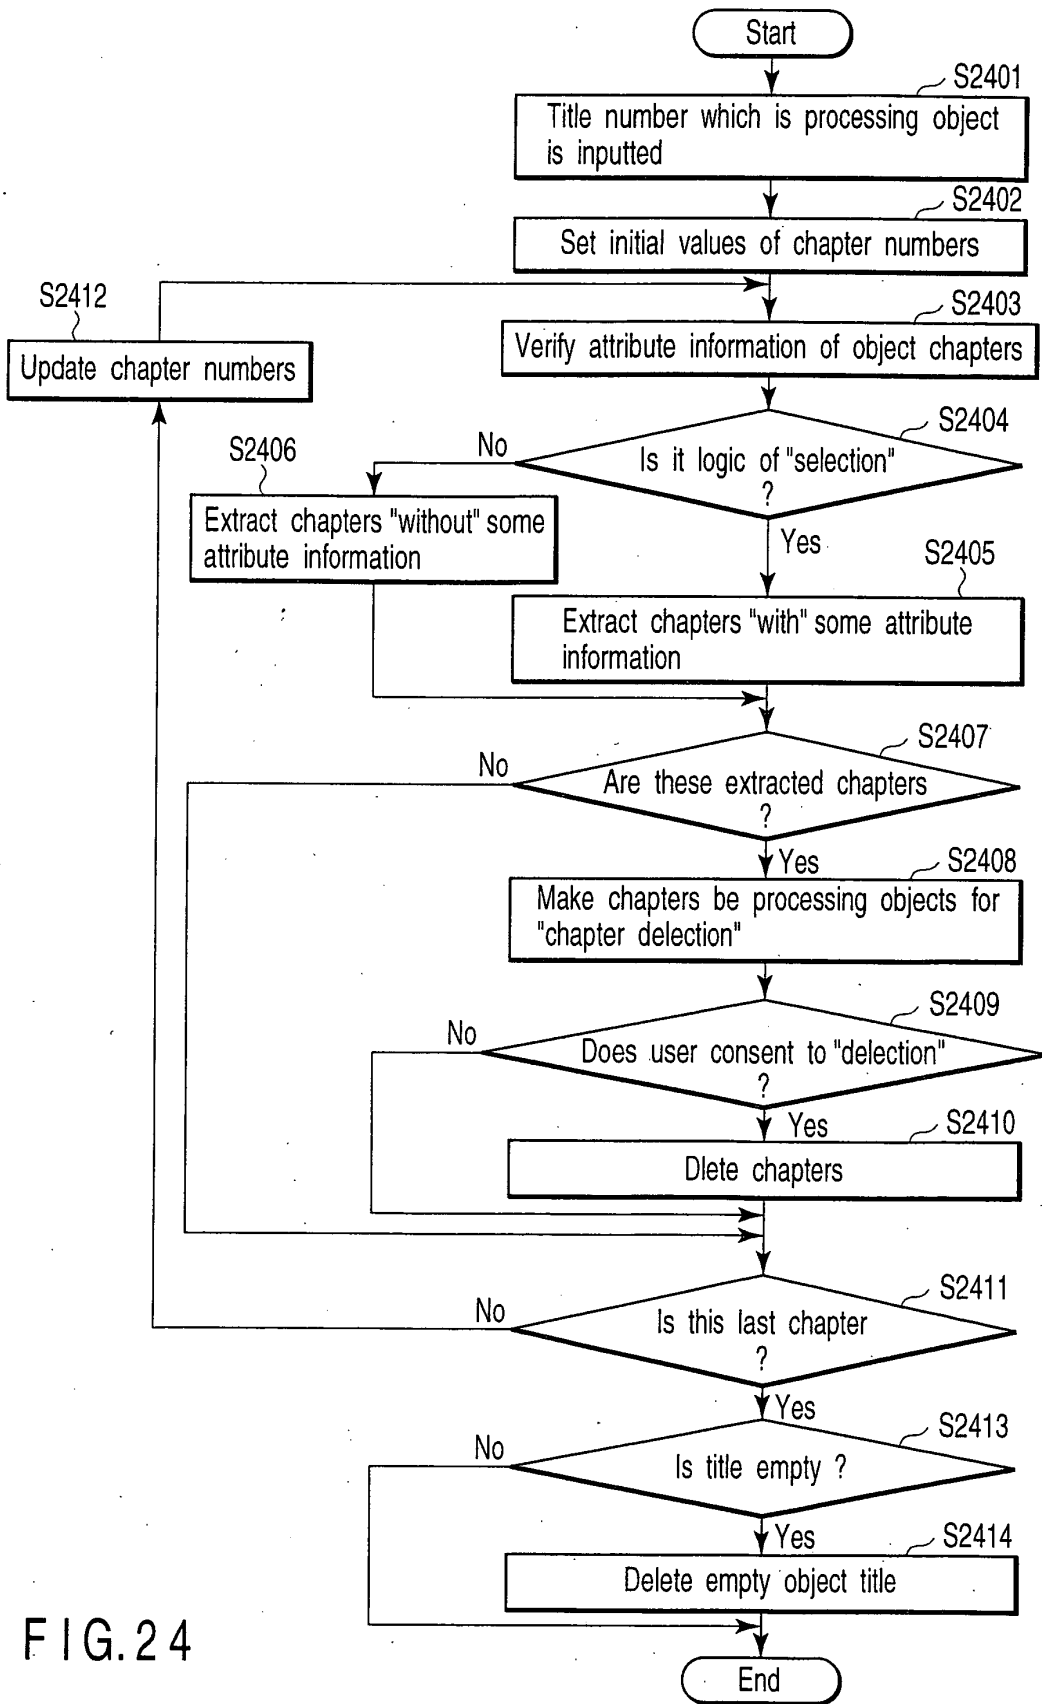 Start
S2401
Title number which is processing object
is inputted
S2402
Set initial values of chapter numbers
S2412
Update chapter numbers
S2403
Verify attribute information of object chapters
S2404
No
Is it logic of "selection"
?
Yes
S2406
Extract chapters "without" some
attribute information
S2405
Extract chapters "with" some attribute
information
S2407
No
Are these extracted chapters
?
Yes
S2408
Make chapters be processing objects for
"chapter delection"
S2409
No
Does user consent to "delection"
?
Yes
S2410
Dlete chapters
S2411
No
Is this last chapter
?
Yes
S2413
No
Is title empty ?
Yes
S2414
Delete empty object title
End
FIG.24